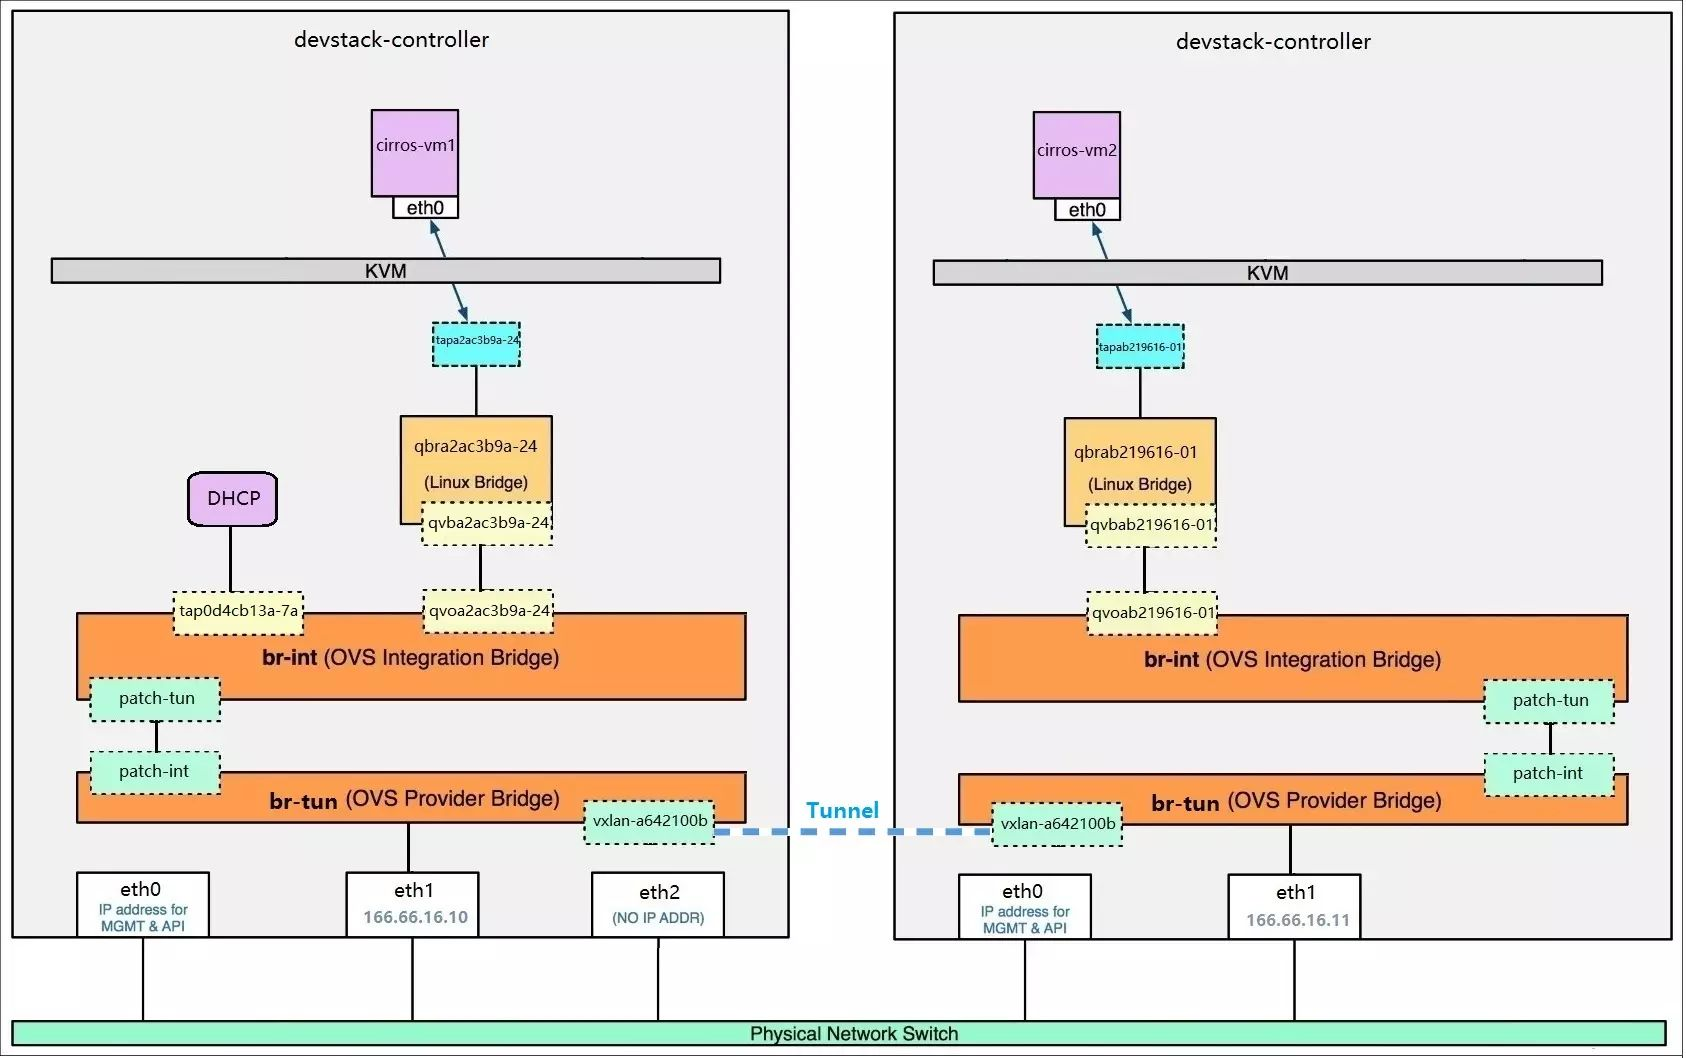 devstack-controller
cirros-vm1
eth0
KVM
tapa2ac3b9a-24
qbra2ac3b9a-24
(Linux Bridge)
qvba2ac3b9a-24
DHCP
tap0d4cb13a-7a
qvoa2ac3b9a-24
br-int (OVS Integration Bridge)
patch-tun
patch-int
br-tun (OVS Provider Bridge)
vxlan-a642100b
eth0
IP address for
MGMT & API
eth1
166.66.16.10
eth2
(NO IP ADDR)
Tunnel
devstack-controller
cirros-vm2
eth0
KVM
tapab219616-01
qbrab219616-01
(Linux Bridge)
qvbab219616-01
qvoab219616-01
br-int (OVS Integration Bridge)
patch-tun
patch-int
br-tun (OVS Provider Bridge)
vxlan-a642100b
eth0
IP address for
MGMT & API
eth1
166.66.16.11
Physical Network Switch